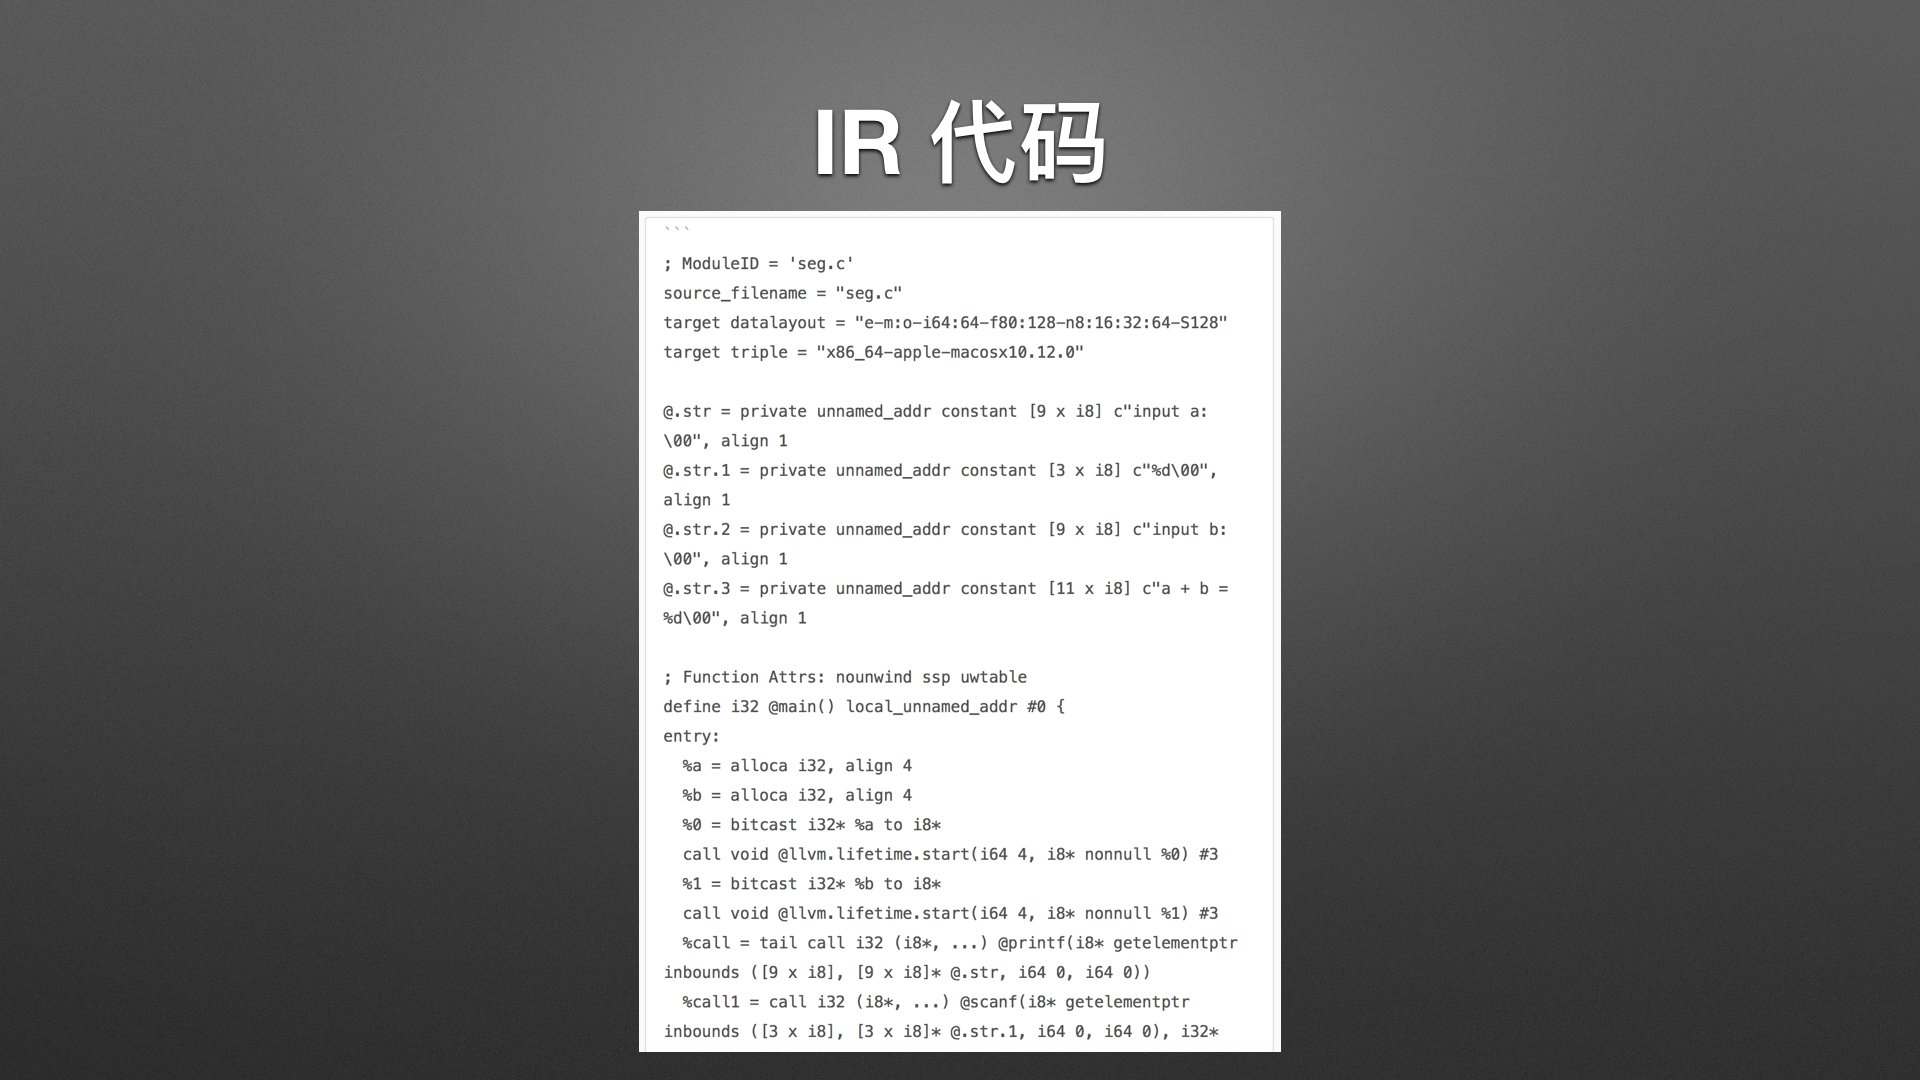 IR 代码
```
; ModuleID = 'seg.c'
source_filename = "seg.c"
target datalayout = "e-m:o-i64:64-f80:128-n8:16:32:64-S128"
target triple = "x86_64-apple-macosx10.12.0"
@.str = private unnamed_addr constant [9 x i8] c"input a:
\00", align 1
@.str.1 = private unnamed_addr constant [3 x i8] c"%d\00",
align 1
@.str.2 = private unnamed_addr constant [9 x i8] c"input b:
\00", align 1
@.str.3 = private unnamed_addr constant [11 x i8] c"a + b =
%d\00", align 1
; Function Attrs: nounwind ssp uwtable
define i32 @main() local_unnamed_addr #0 {
entry:
  %a = alloca i32, align 4
  %b = alloca i32, align 4
  %0 = bitcast i32* %a to i8*
  call void @llvm.lifetime.start(i64 4, i8* nonnull %0) #3
  %1 = bitcast i32* %b to i8*
  call void @llvm.lifetime.start(i64 4, i8* nonnull %1) #3
  %call = tail call i32 (i8*, ...) @printf(i8* getelementptr
inbounds ([9 x i8], [9 x i8]* @.str, i64 0, i64 0))
  %call1 = call i32 (i8*, ...) @scanf(i8* getelementptr
inbounds ([3 x i8], [3 x i8]* @.str.1, i64 0, i64 0), i32*